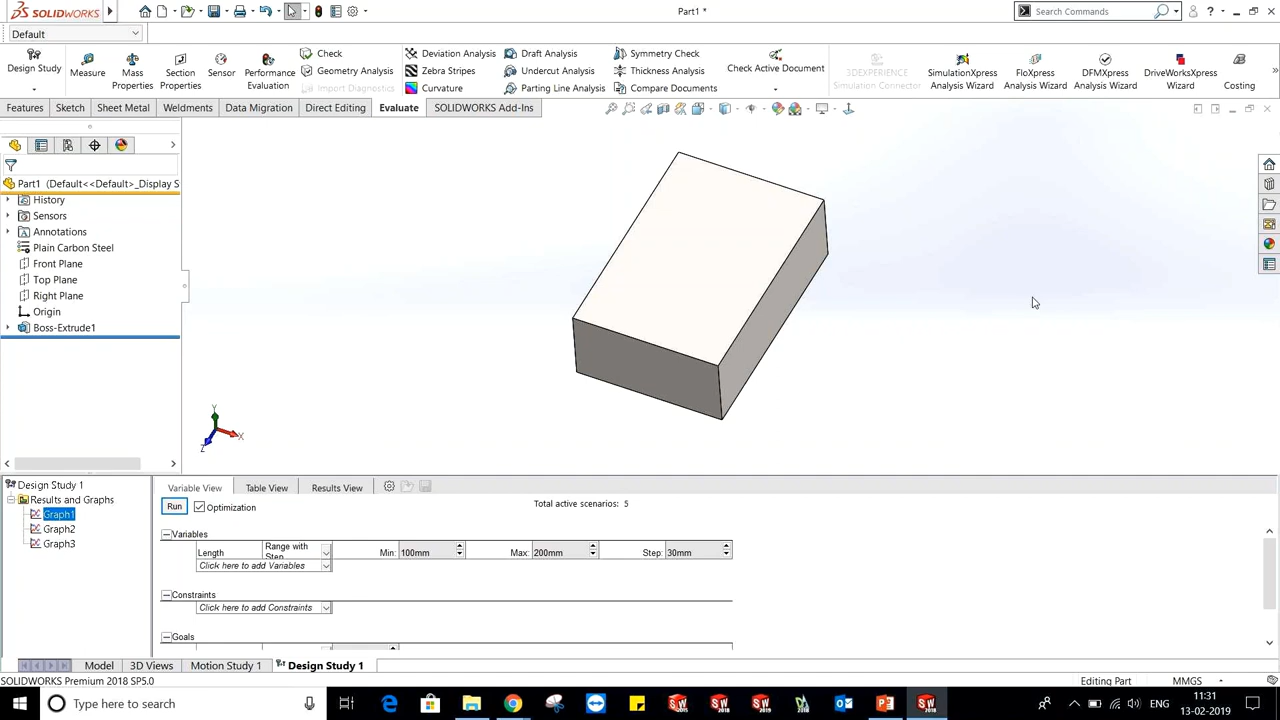 SOLIDWORKS
Part1 *
Search Commands
Default
Design Study
Measure
Mass Properties
Section Properties
Sensor
Performance Evaluation
Check
Geometry Analysis
Import Diagnostics
Deviation Analysis
Zebra Stripes
Curvature
Draft Analysis
Undercut Analysis
Parting Line Analysis
Symmetry Check
Thickness Analysis
Compare Documents
Check Active Document
3DEXPERIENCE Simulation Connector
SimulationXpress Analysis Wizard
FloXpress Analysis Wizard
DFMXpress Analysis Wizard
DriveWorksXpress Wizard
Costing
Features
Sketch
Sheet Metal
Weldments
Data Migration
Direct Editing
Evaluate
SOLIDWORKS Add-Ins
Part1 (Default<<Default>_Display S
History
Sensors
Annotations
Plain Carbon Steel
Front Plane
Top Plane
Right Plane
Origin
Boss-Extrude1
Y
X
Z
Design Study 1
Results and Graphs
Graph1
Graph2
Graph3
Variable View
Table View
Results View
Run
Optimization
Total active scenarios: 5
Variables
Length
Range with Step
Min: 100mm
Max: 200mm
Step: 30mm
Click here to add Variables
Constraints
Click here to add Constraints
Goals
Model
3D Views
Motion Study 1
Design Study 1
SOLIDWORKS Premium 2018 SP5.0
Editing Part
MMGS
Type here to search
ENG
11:31
13-02-2019